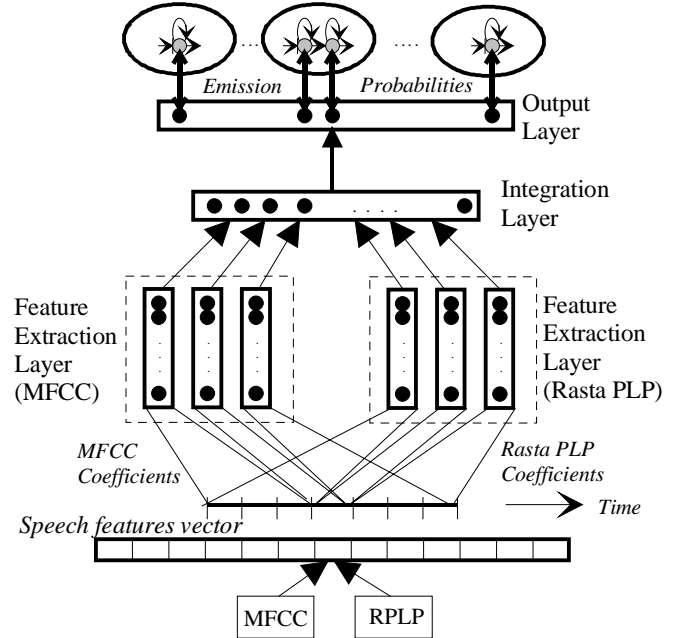 .... ....
Emission Probabilities
Output
Layer
Integration
Layer
. . . .
Feature
Extraction
Layer
(MFCC)
Feature
Extraction
Layer
(Rasta PLP)
MFCC
Coefficients
Rasta PLP
Coefficients
Time
Speech features vector
MFCC RPLP